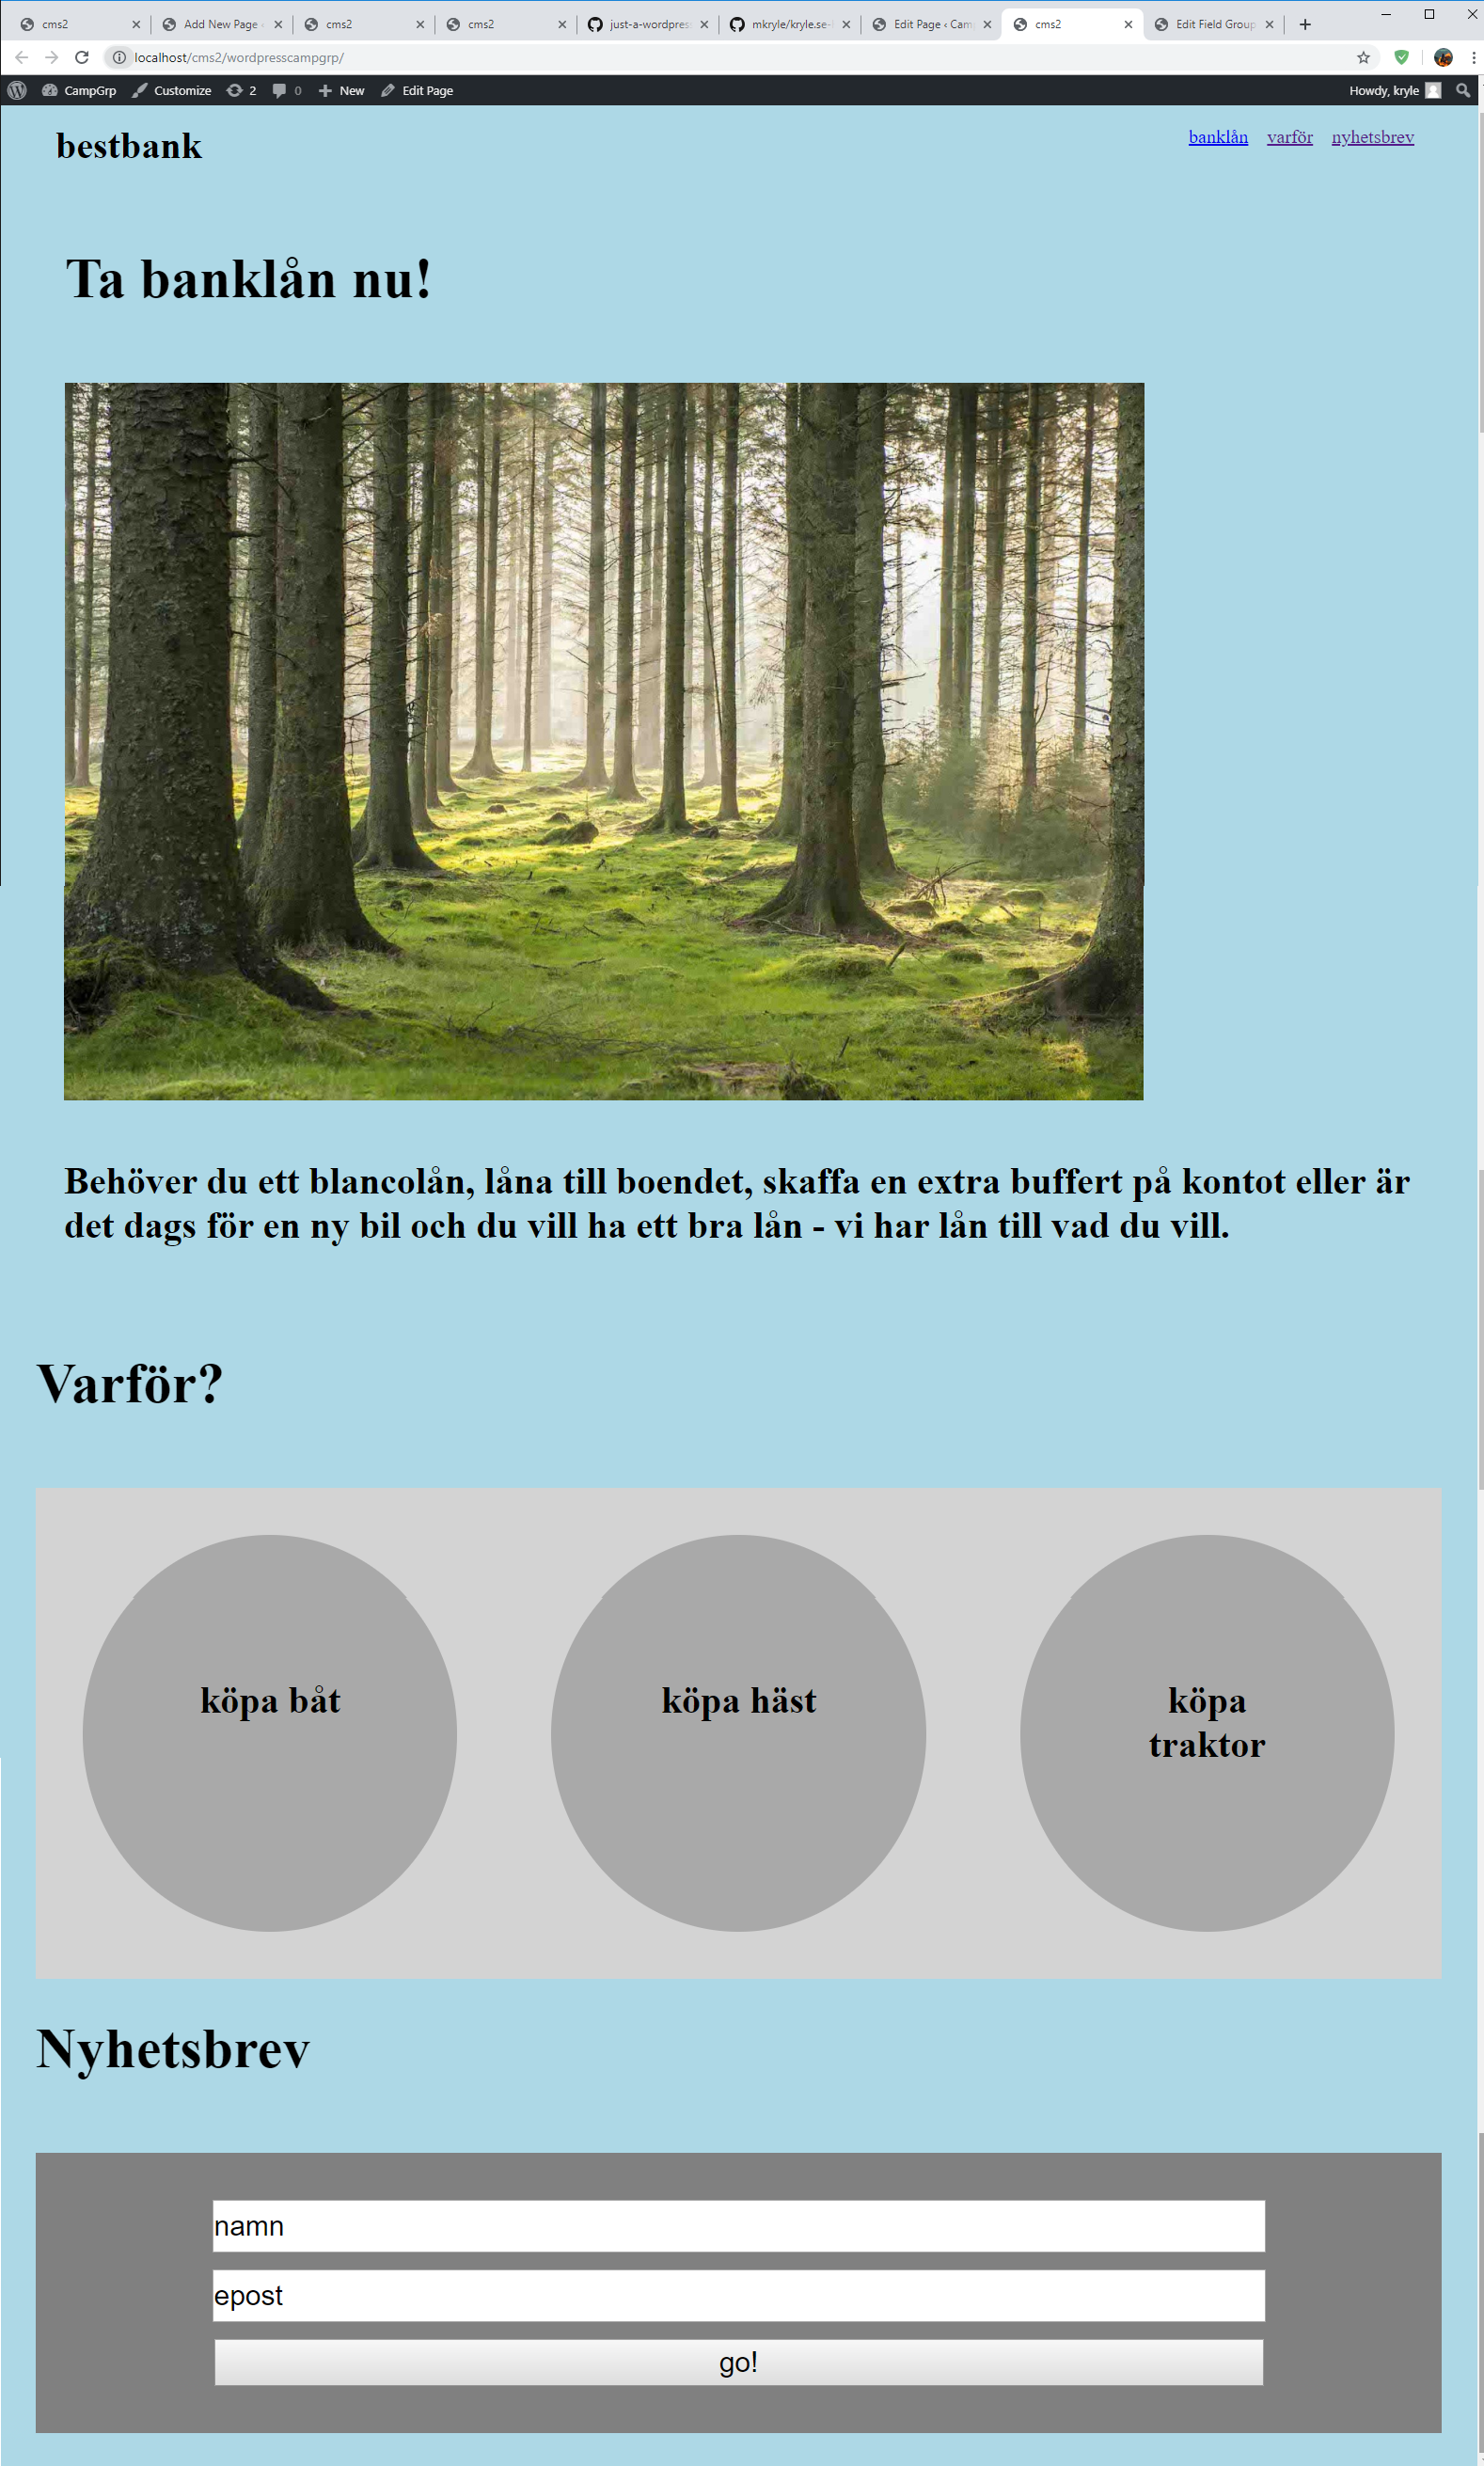 cms2
Add New Page ‹
cms2
cms2
just-a-wordpress
mkryle/kryle.se-
Edit Page ‹ Cam
cms2
Edit Field Group
localhost/cms2/wordpresscampgrp/
CampGrp Customize 2 0 New Edit Page Howdy, kryle
bestbank
banklån varför nyhetsbrev
Ta banklån nu!
Behöver du ett blancolån, låna till boendet, skaffa en extra buffert på kontot eller är
det dags för en ny bil och du vill ha ett bra lån - vi har lån till vad du vill.
Varför?
köpa båt
köpa häst
köpa
traktor
Nyhetsbrev
namn
epost
go!